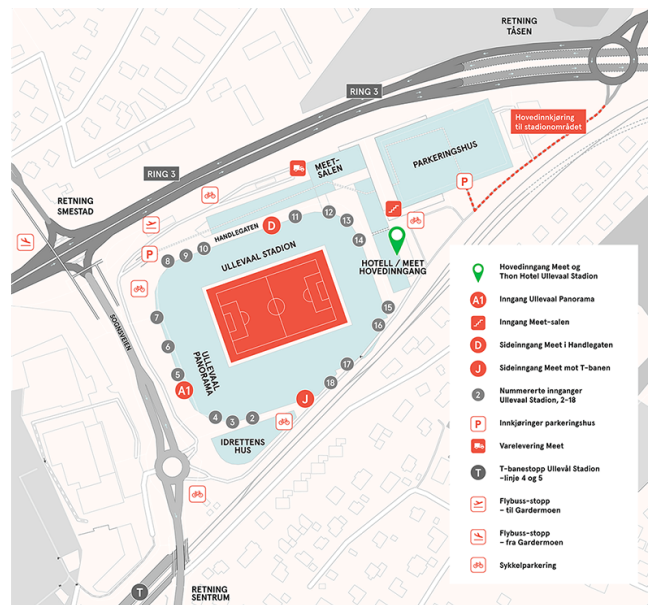 RETNING
TÅSEN
RING 3
Hovedinnkjøring
til stadionområdet
PARKERINGSHUS
MEET-
SALEN
RING 3
RETNING
SMESTAD
P
HANDLEGATEN
D
11
12
13
14
10
9
8
P
ULLEVAAL STADION
HOTELL / MEET
HOVEDINNGANG
SOGNSVEIEN
7
6
5
A1
ULLEVAAL
PANORAMA
15
16
17
18
J
4
3
2
IDRETTENS
HUS
T
RETNING
SENTRUM
Hovedinngang Meet og
Thon Hotel Ullevaal Stadion
A1
Inngang Ullevaal Panorama
Inngang Meet-salen
D
Sideinngang Meet i Handlegaten
J
Sideinngang Meet mot T-banen
2
Nummererte innganger
Ullevaal Stadion, 2–18
P
Innkjøringer parkeringshus
Varelevering Meet
T
T-banestopp Ullevål Stadion
–linje 4 og 5
Flybuss-stopp
– til Gardermoen
Flybuss-stopp
– fra Gardermoen
Sykkelparkering